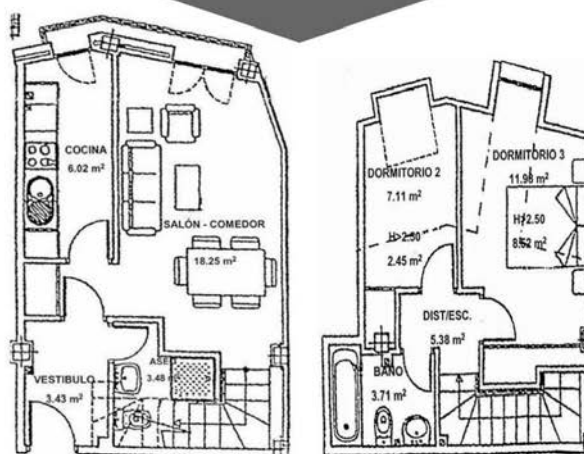 COCINA
6.02 m²
SALÓN - COMEDOR
18.25 m²
VESTIBULO
3.43 m²
ASE
3.48 m²
DORMITORIO 2
7.11 m²
H>2.50
2.45 m²
DORMITORIO 3
11.98 m²
H>2.50
8.52 m²
DIST/ESC.
5.38 m²
BAÑO
3.71 m²